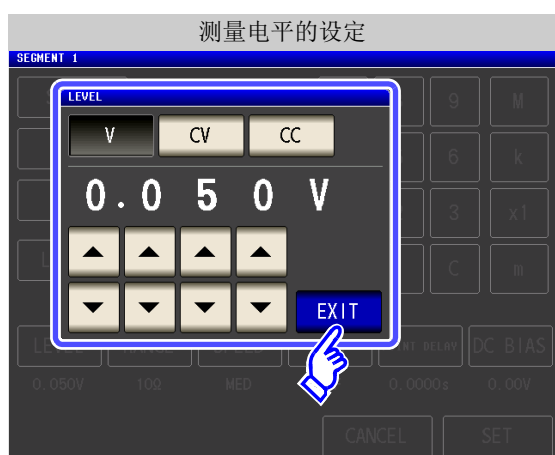 测量电平的设定
SEGMENT 1
LEVEL
V CV CC
0.050 V
EXIT
9 M
6 k
3 x1
C m
DC BIAS
0.050V 10Ω MED 0.0000s 0.00V
CANCEL SET